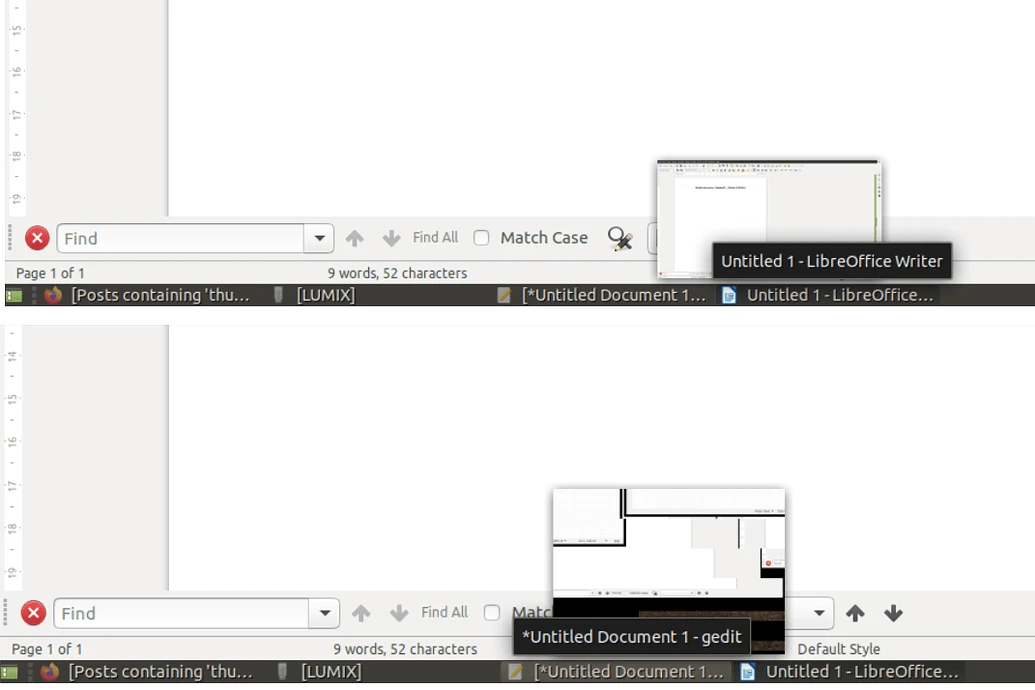 15
16
17
18
19
Find
Find All
Match Case
Untitled 1 - LibreOffice Writer
Page 1 of 1
9 words, 52 characters
[Posts containing 'thu...
[LUMIX]
[*Untitled Document 1...
Untitled 1 - LibreOffice...
14
15
16
17
18
19
Find
Find All
Matc
*Untitled Document 1 - gedit
Page 1 of 1
9 words, 52 characters
Default Style
[Posts containing 'thu...
[LUMIX]
[*Untitled Document 1...
Untitled 1 - LibreOffice...